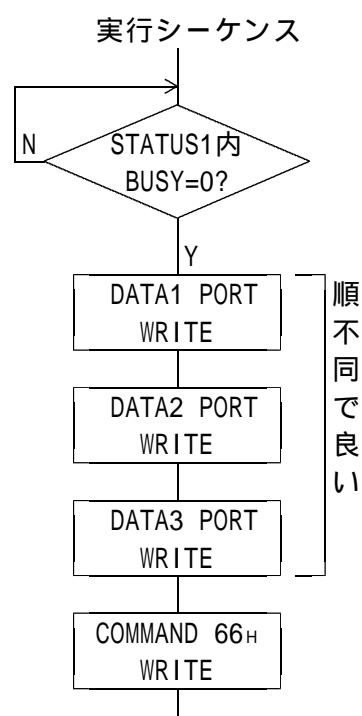 実行シーケンス
N
STATUS1内
BUSY=0?
Y
DATA1 PORT
WRITE
DATA2 PORT
WRITE
DATA3 PORT
WRITE
順不同で良い
COMMAND 66H
WRITE